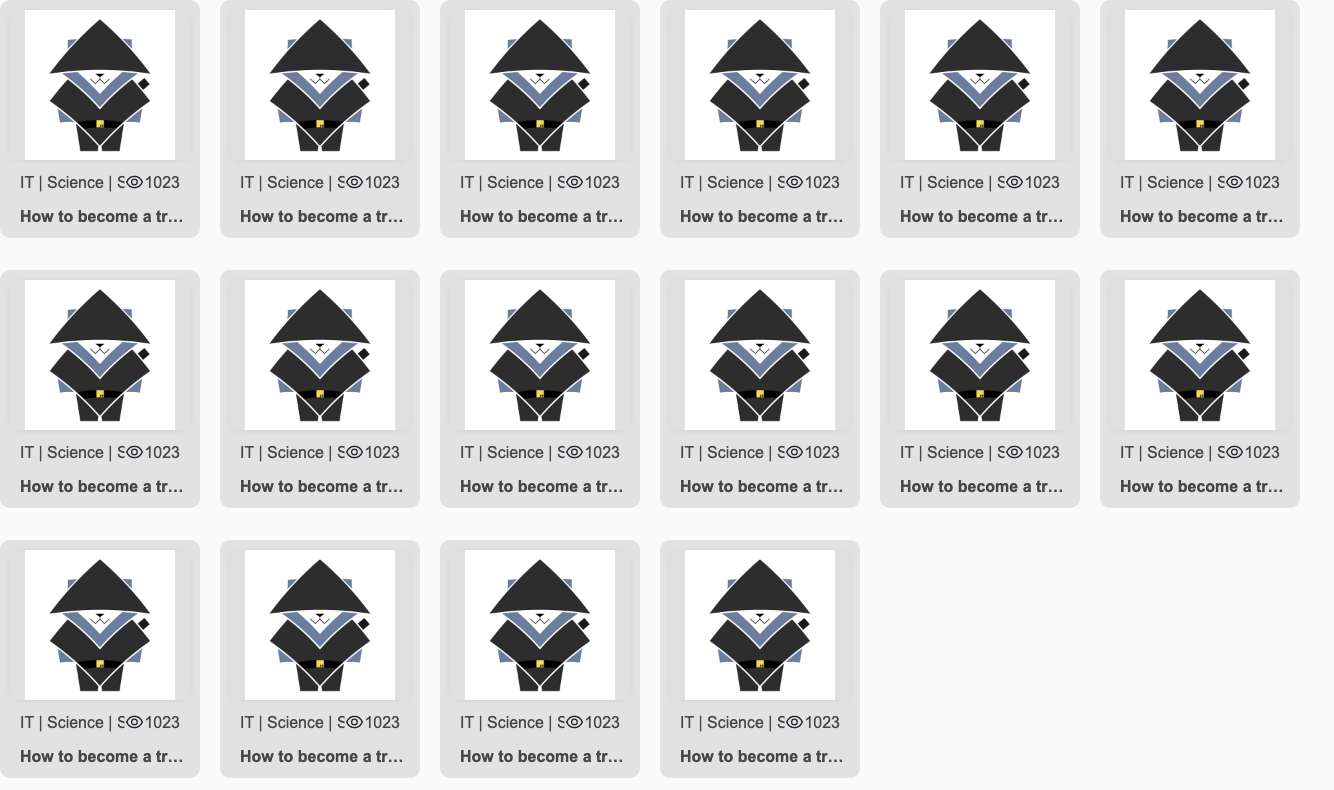 IT | Science | S 1023 IT | Science | S 1023 IT | Science | S 1023 IT | Science | S 1023 IT | Science | S 1023 IT | Science | S 1023
How to become a tr... How to become a tr... How to become a tr... How to become a tr... How to become a tr... How to become a tr...
IT | Science | S 1023 IT | Science | S 1023 IT | Science | S 1023 IT | Science | S 1023 IT | Science | S 1023 IT | Science | S 1023
How to become a tr... How to become a tr... How to become a tr... How to become a tr... How to become a tr... How to become a tr...
IT | Science | S 1023 IT | Science | S 1023 IT | Science | S 1023 IT | Science | S 1023
How to become a tr... How to become a tr... How to become a tr... How to become a tr...